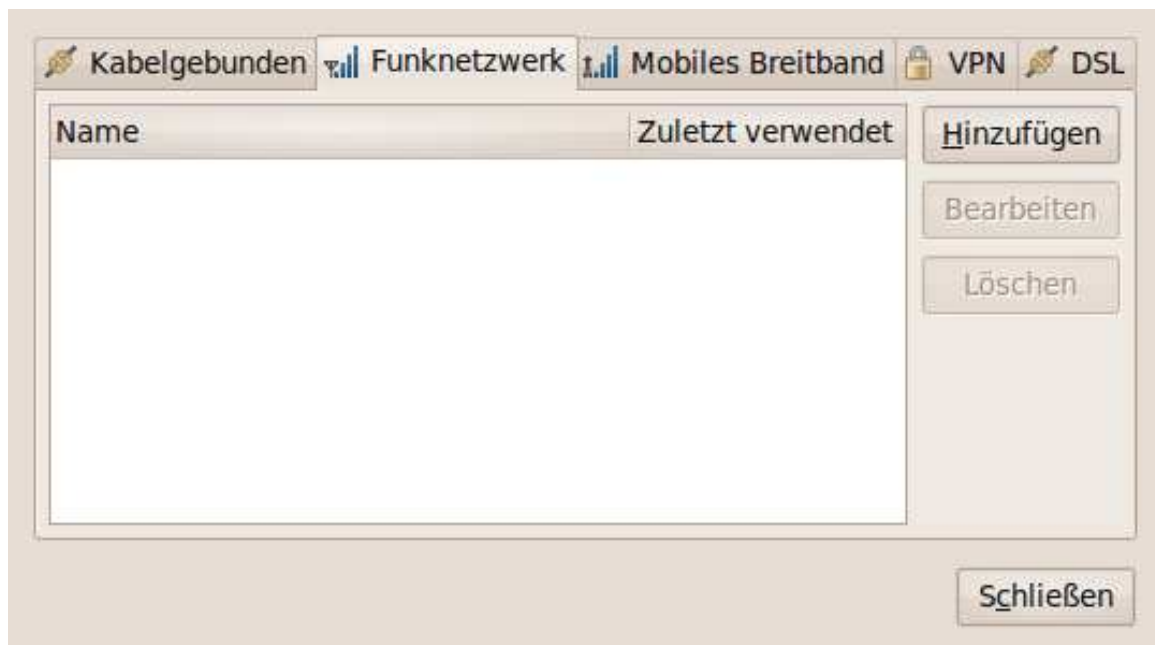 Kabelgebunden Funknetzwerk Mobiles Breitband VPN DSL
Name Zuletzt verwendet Hinzufügen
Bearbeiten
Löschen
Schließen